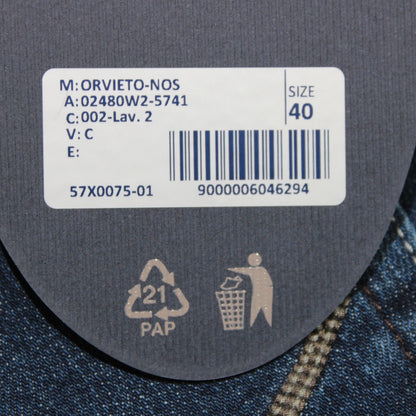 M:ORVIETO-NOS
A:02480W2-5741
C:002-Lav. 2
V: C
E:
SIZE
40
57X0075-01
9000006046294
21
PAP